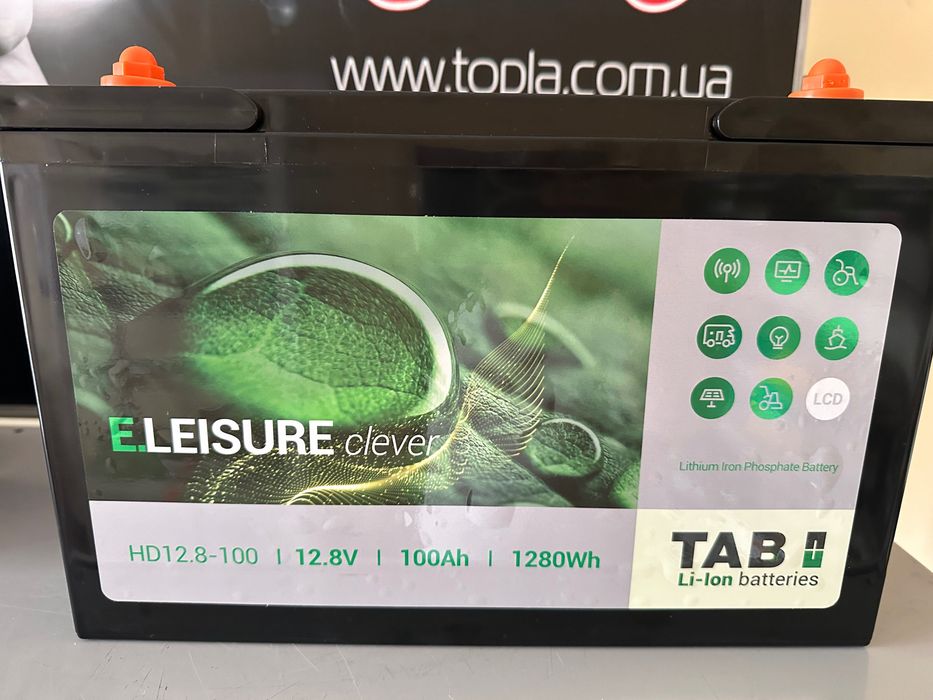 www.topla.com.ua
E.LEISURE clever
LCD
Lithium Iron Phosphate Battery
HD12.8-100 | 12.8V | 100Ah | 1280Wh
TAB
Li-Ion batteries